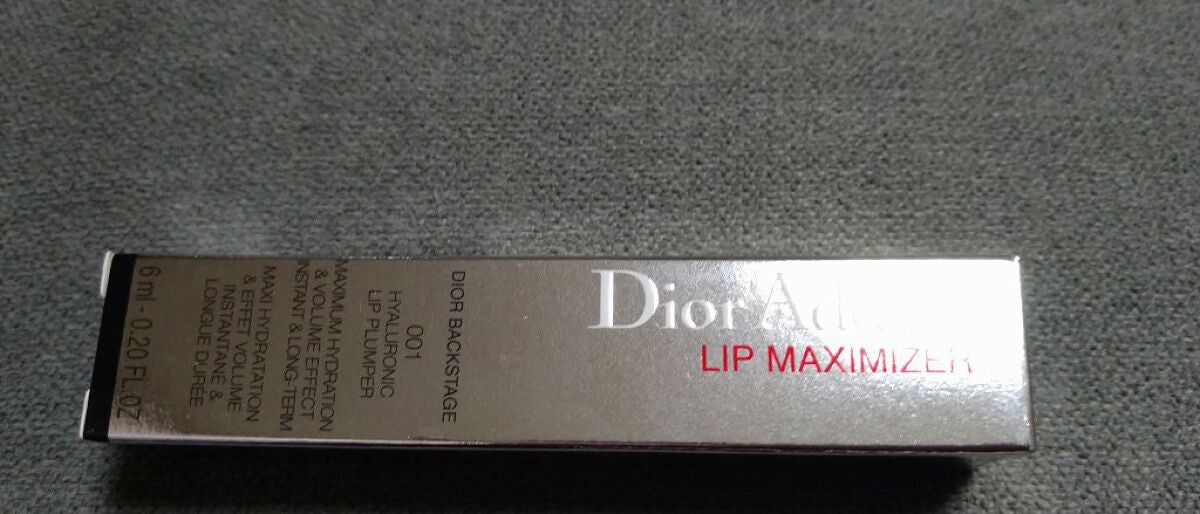 Dior
LIP MAXIMIZER
DIOR BACKSTAGE
001
HYALURONIC
LIP PLUMPER
MAXIMUM HYDRATION
& VOLUME EFFECT
INSTANT & LONG-TERM
MAXI HYDRATATION
& EFFET VOLUME
INSTANTANÉ &
LONGUE DURÉE
6 ml - 0.20 FL.OZ